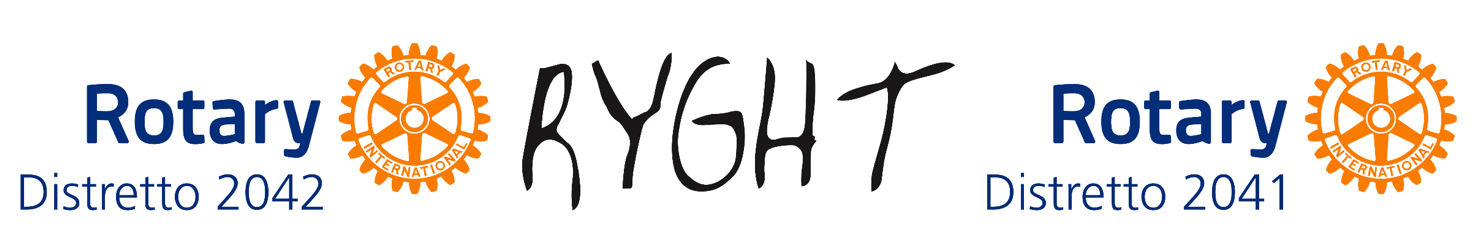 Rotary
Distretto 2042
ROTARY
INTERNATIONAL
RYGHT
Rotary
Distretto 2041
ROTARY
INTERNATIONAL